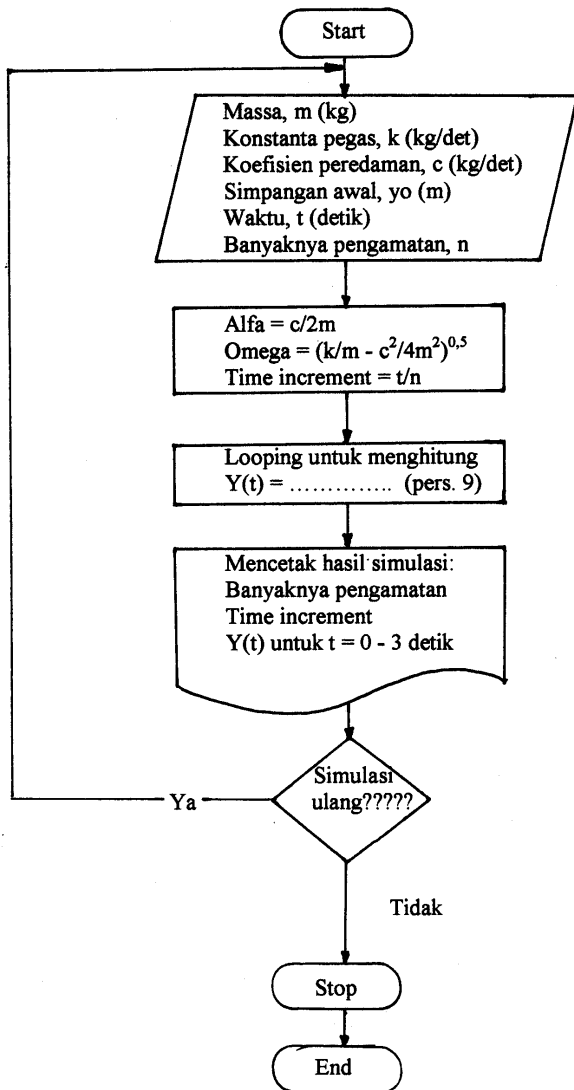 Start
Massa, m (kg)
Konstanta pegas, k (kg/det)
Koefisien peredaman, c (kg/det)
Simpangan awal, yo (m)
Waktu, t (detik)
Banyaknya pengamatan, n
Alfa = c/2m
Omega = (k/m - c²/4m²)⁰,⁵
Time increment = t/n
Looping untuk menghitung
Y(t) = ………….. (pers. 9)
Mencetak hasil simulasi:
Banyaknya pengamatan
Time increment
Y(t) untuk t = 0 - 3 detik
Simulasi
ulang?????
Ya
Tidak
Stop
End